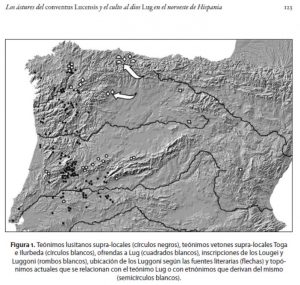 Los ástures del conventus Lucensis y el culto al dios Lug en el noroeste de Hispania 123
Figura 1. Teónimos lusitanos supra-locales (círculos negros), teónimos vetones supra-locales Toga
e Ilurbeda (círculos blancos), ofrendas a Lug (cuadrados blancos), inscripciones de los Lougei y
Luggoni (rombos blancos), ubicación de los Luggoni según las fuentes literarias (flechas) y topó-
nimos actuales que se relacionan con el teónimo Lug o con etnónimos que derivan del mismo
(semicírculos blancos).